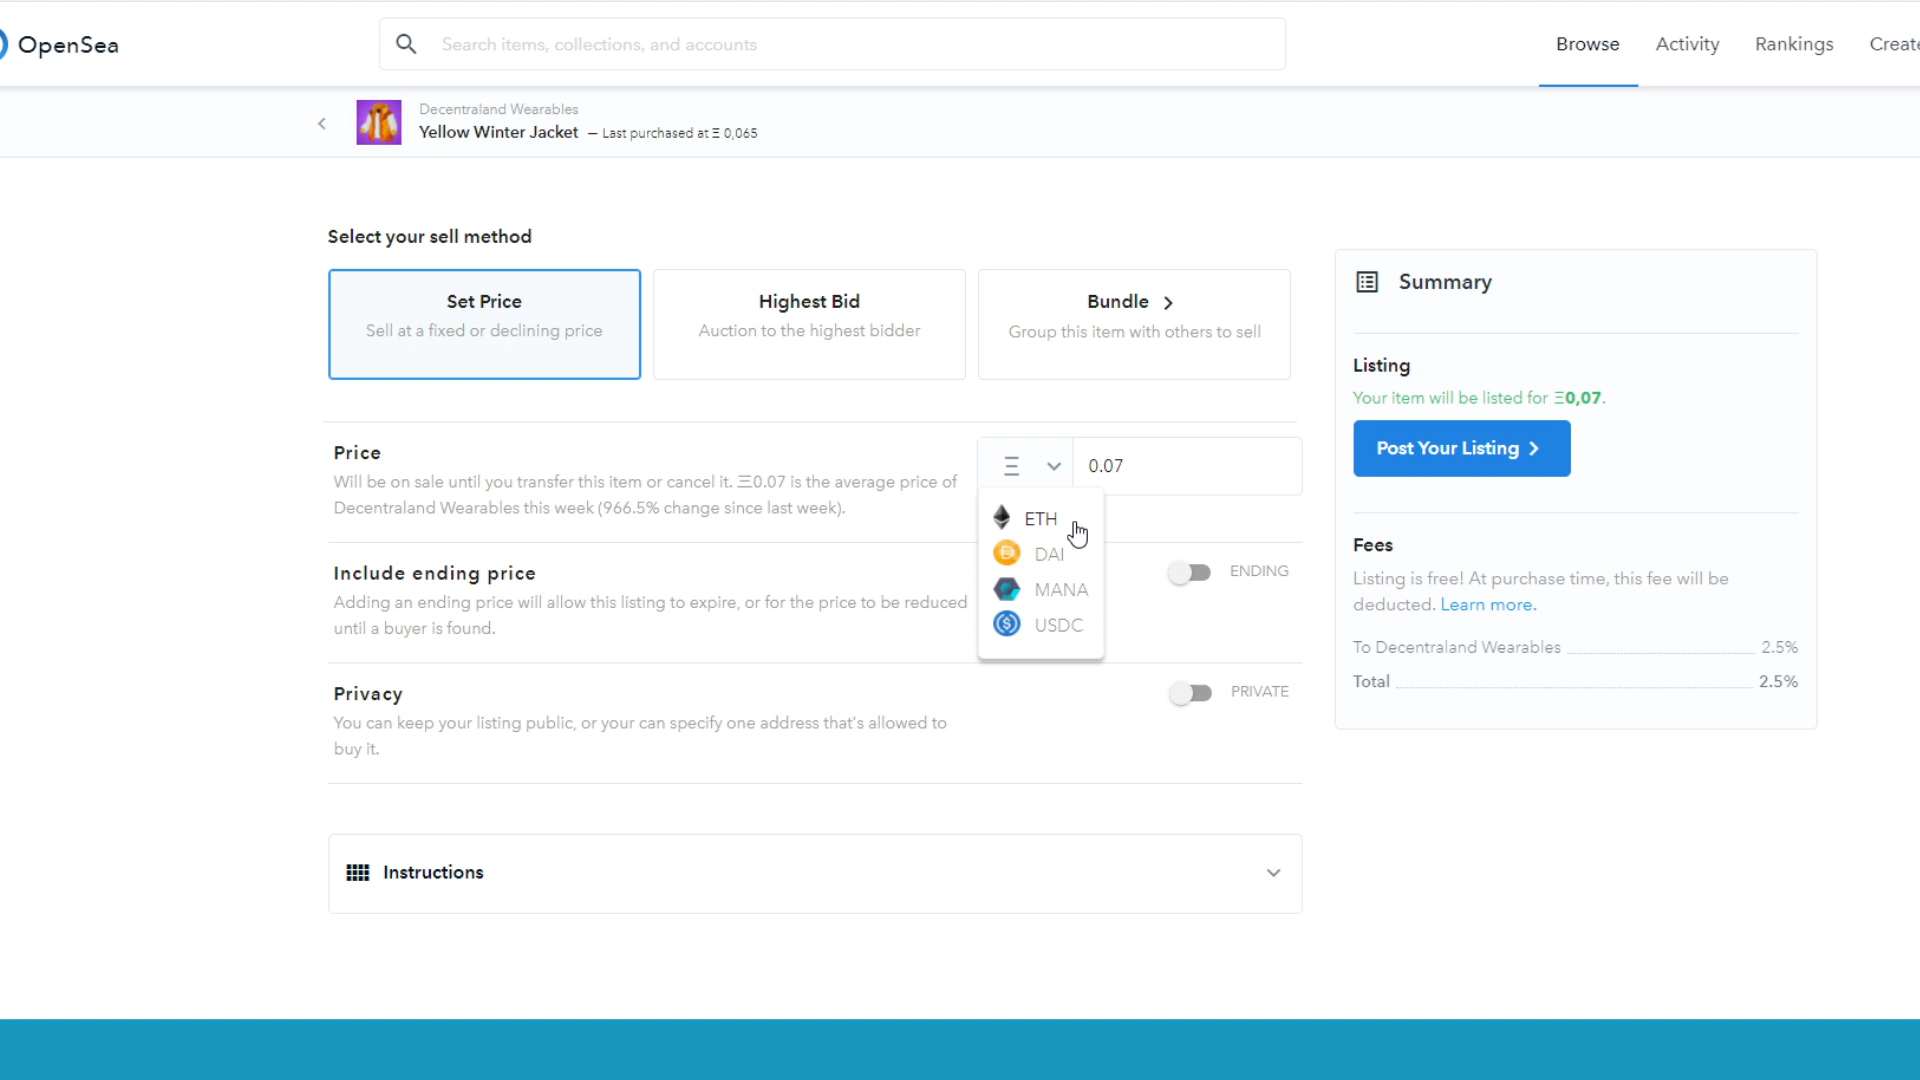 OpenSea
Search items, collections, and accounts
Browse
Activity
Rankings
Create
Decentraland Wearables
Yellow Winter Jacket — Last purchased at Ξ 0,065
Select your sell method
Set Price
Sell at a fixed or declining price
Highest Bid
Auction to the highest bidder
Bundle
Group this item with others to sell
Price
Will be on sale until you transfer this item or cancel it. Ξ0.07 is the average price of
Decentraland Wearables this week (966.5% change since last week).
Ξ
0.07
ETH
DAI
MANA
USDC
Include ending price
Adding an ending price will allow this listing to expire, or for the price to be reduced
until a buyer is found.
ENDING
Privacy
You can keep your listing public, or your can specify one address that's allowed to
buy it.
PRIVATE
Instructions
Summary
Listing
Your item will be listed for Ξ0,07.
Post Your Listing
Fees
Listing is free! At purchase time, this fee will be
deducted. Learn more.
To Decentraland Wearables 2.5%
Total 2.5%